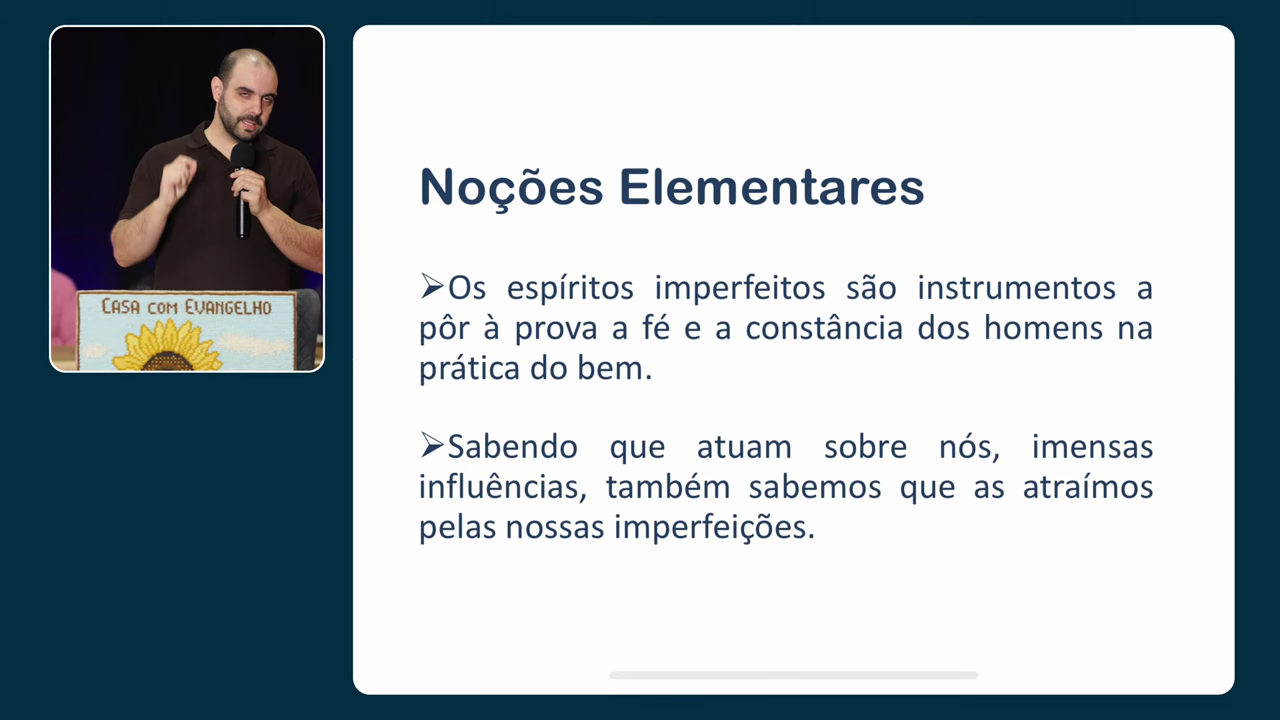 CASA COM EVANGELHO
Noções Elementares
➢Os espíritos imperfeitos são instrumentos a
pôr à prova a fé e a constância dos homens na
prática do bem.
➢Sabendo que atuam sobre nós, imensas
influências, também sabemos que as atraímos
pelas nossas imperfeições.